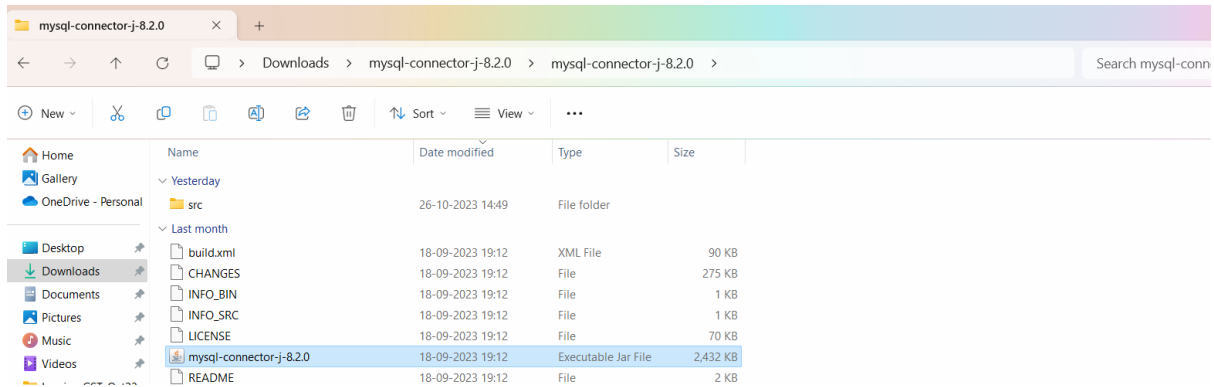 mysql-connector-j-8.2.0
Downloads > mysql-connector-j-8.2.0 > mysql-connector-j-8.2.0 >
Search mysql-conn
New
Sort
View
Name Date modified Type Size
Home
Gallery
OneDrive - Personal
Desktop
Downloads
Documents
Pictures
Music
Videos
Yesterday
src 26-10-2023 14:49 File folder
Last month
build.xml 18-09-2023 19:12 XML File 90 KB
CHANGES 18-09-2023 19:12 File 275 KB
INFO_BIN 18-09-2023 19:12 File 1 KB
INFO_SRC 18-09-2023 19:12 File 1 KB
LICENSE 18-09-2023 19:12 File 70 KB
mysql-connector-j-8.2.0 18-09-2023 19:12 Executable Jar File 2,432 KB
README 18-09-2023 19:12 File 2 KB